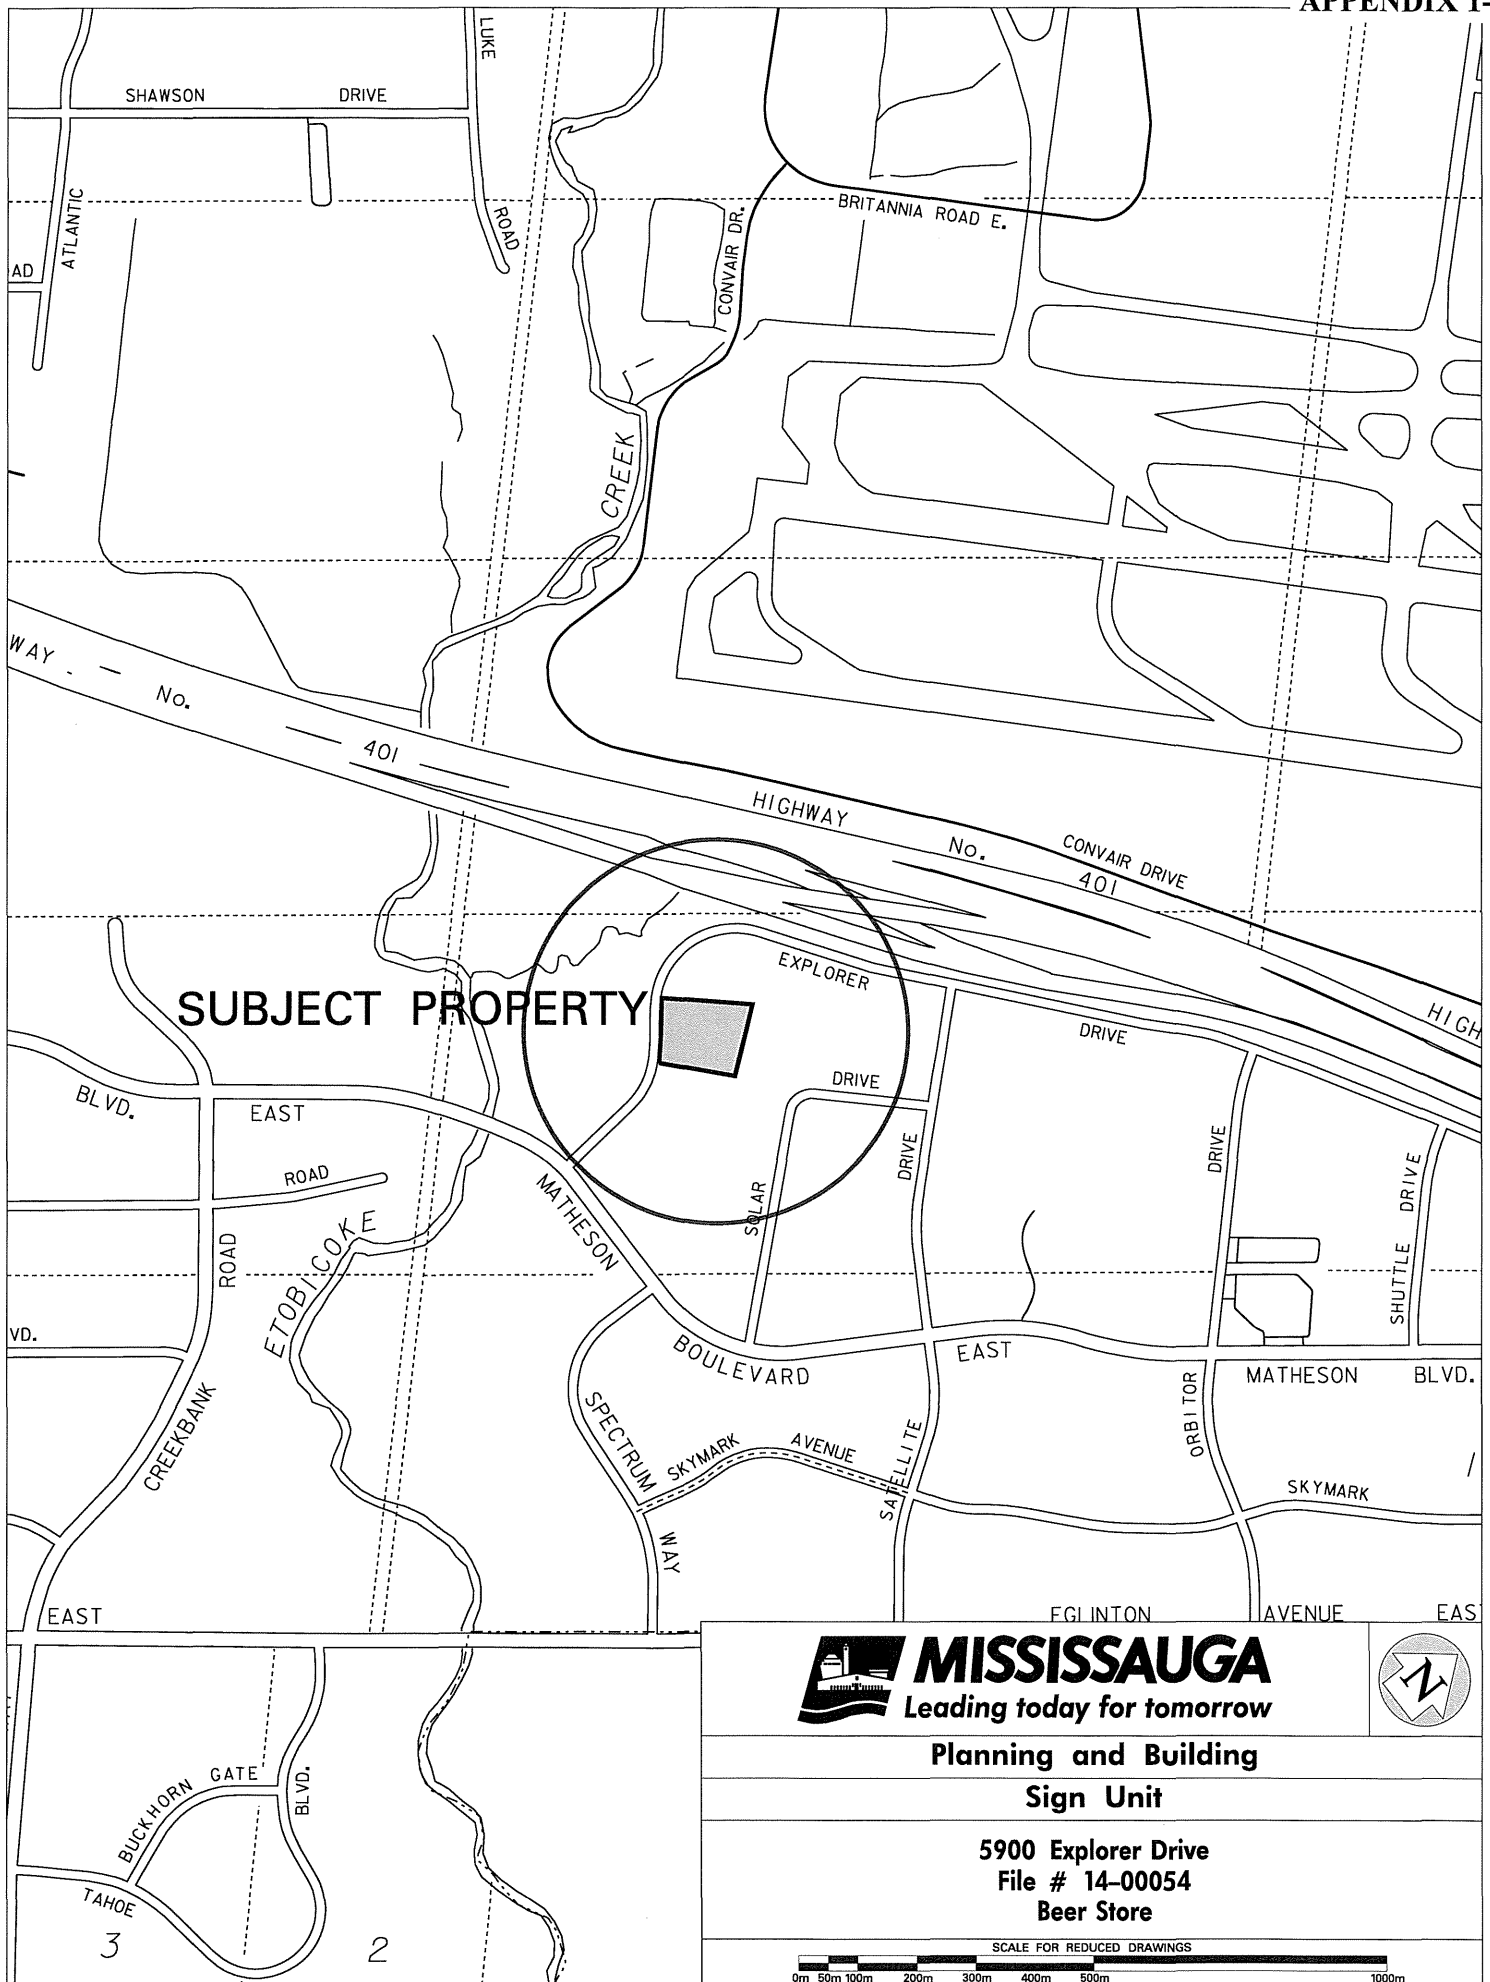 APPENDIX 1-
LUKE
SHAWSON DRIVE
ATLANTIC
ROAD
AD
CONVAIR DR.
BRITANNIA ROAD E.
CREEK
WAY
No.
401
HIGHWAY
No.
CONVAIR DRIVE
401
HIGH
EXPLORER
DRIVE
SUBJECT PROPERTY
BLVD.
EAST
DRIVE
DRIVE
DRIVE
ROAD
MATHESON
SOLAR
SHUTTLE DRIVE
ETOBICOKE
ROAD
VD.
BOULEVARD
EAST
MATHESON BLVD.
CREEKBANK
SPECTRUM
SKYMARK AVENUE
SATELLITE
ORBITOR
SKYMARK
WAY
EAST
EGLINTON AVENUE EAS
MISSISSAUGA
Leading today for tomorrow
N
Planning and Building
Sign Unit
5900 Explorer Drive
File # 14-00054
Beer Store
SCALE FOR REDUCED DRAWINGS
0m 50m 100m 200m 300m 400m 500m 1000m
BUCKHORN GATE
BLVD.
TAHOE
3
2